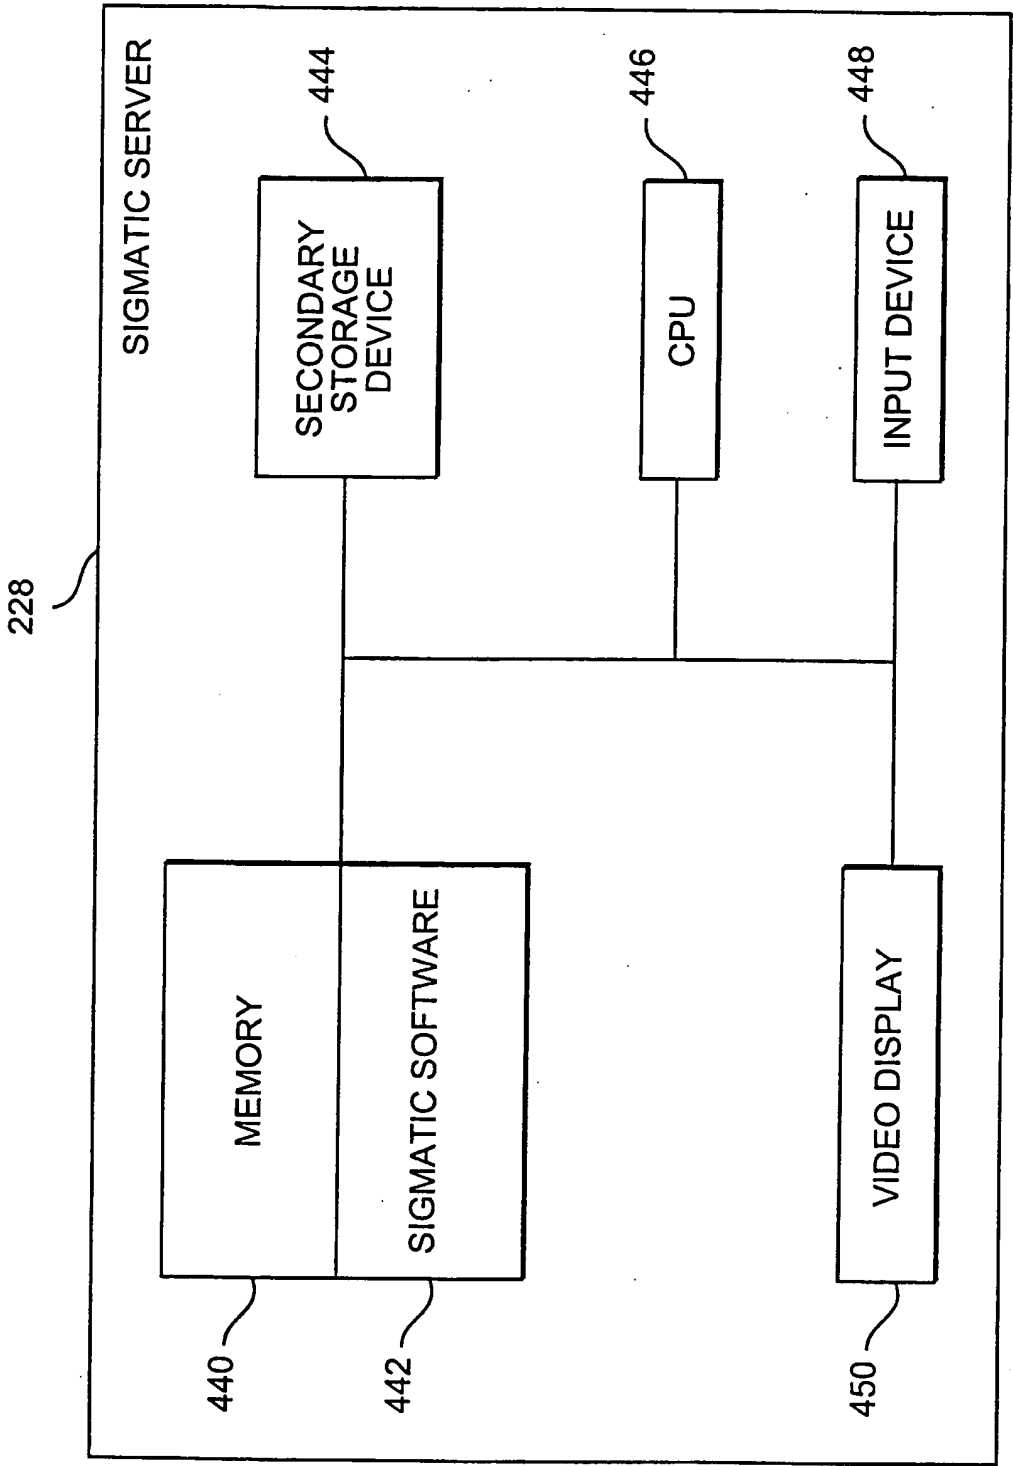 228
SIGMATIC SERVER
440
MEMORY
442
SIGMATIC SOFTWARE
SECONDARY
STORAGE
DEVICE
444
CPU
446
450
VIDEO DISPLAY
INPUT DEVICE
448